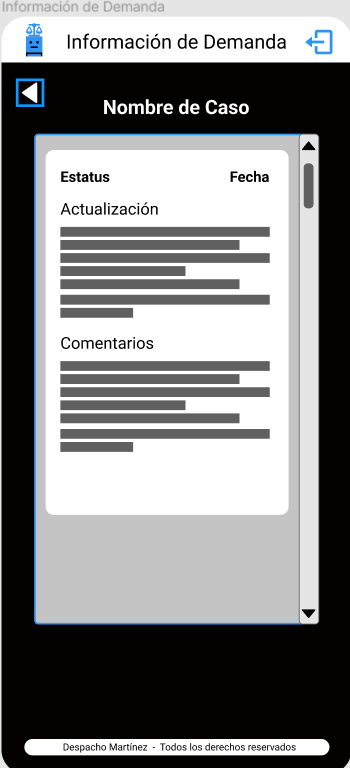 Información de Demanda
Información de Demanda
Nombre de Caso
Estatus Fecha
Actualización
Comentarios
Despacho Martínez - Todos los derechos reservados